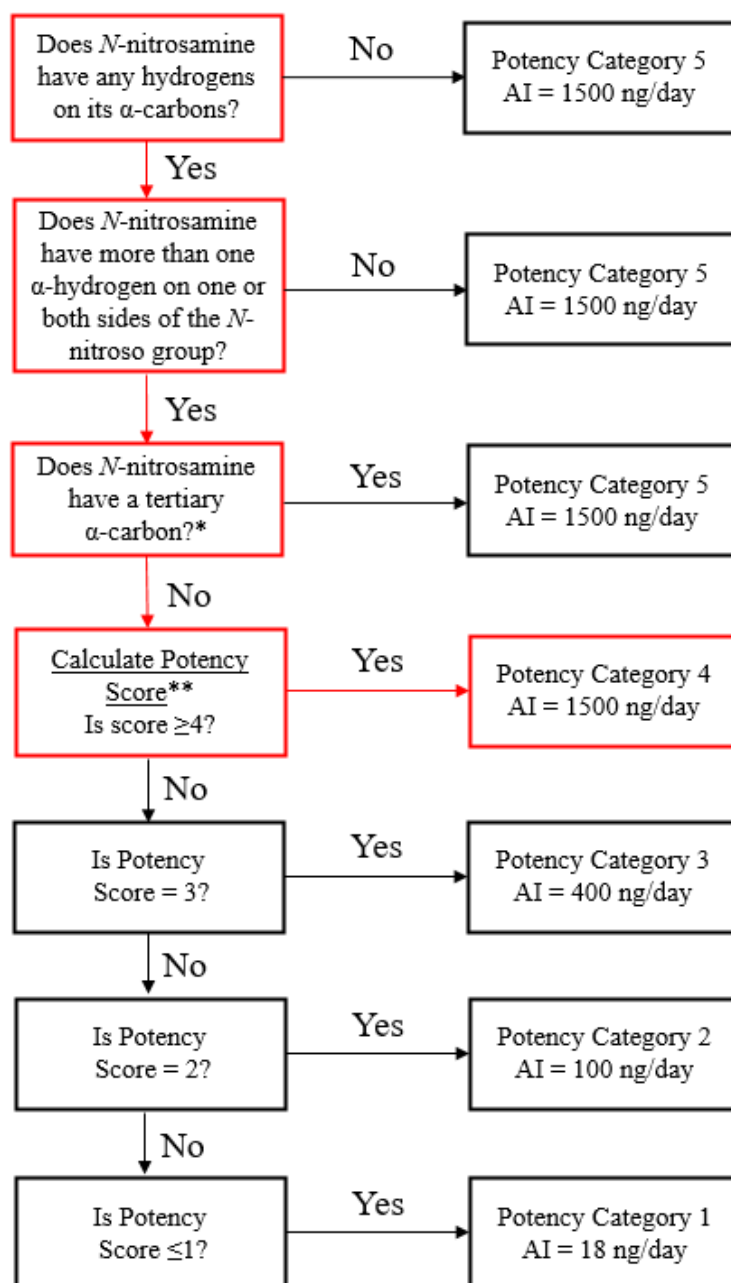 Does N-nitrosamine
have any hydrogens
on its α-carbons?
No
Potency Category 5
AI = 1500 ng/day
Yes
Does N-nitrosamine
have more than one
α-hydrogen on one or
both sides of the N-
nitroso group?
No
Potency Category 5
AI = 1500 ng/day
Yes
Does N-nitrosamine
have a tertiary
α-carbon?*
Yes
Potency Category 5
AI = 1500 ng/day
No
Calculate Potency
Score**
Is score ≥4?
Yes
Potency Category 4
AI = 1500 ng/day
No
Is Potency
Score = 3?
Yes
Potency Category 3
AI = 400 ng/day
No
Is Potency
Score = 2?
Yes
Potency Category 2
AI = 100 ng/day
No
Is Potency
Score ≤1?
Yes
Potency Category 1
AI = 18 ng/day